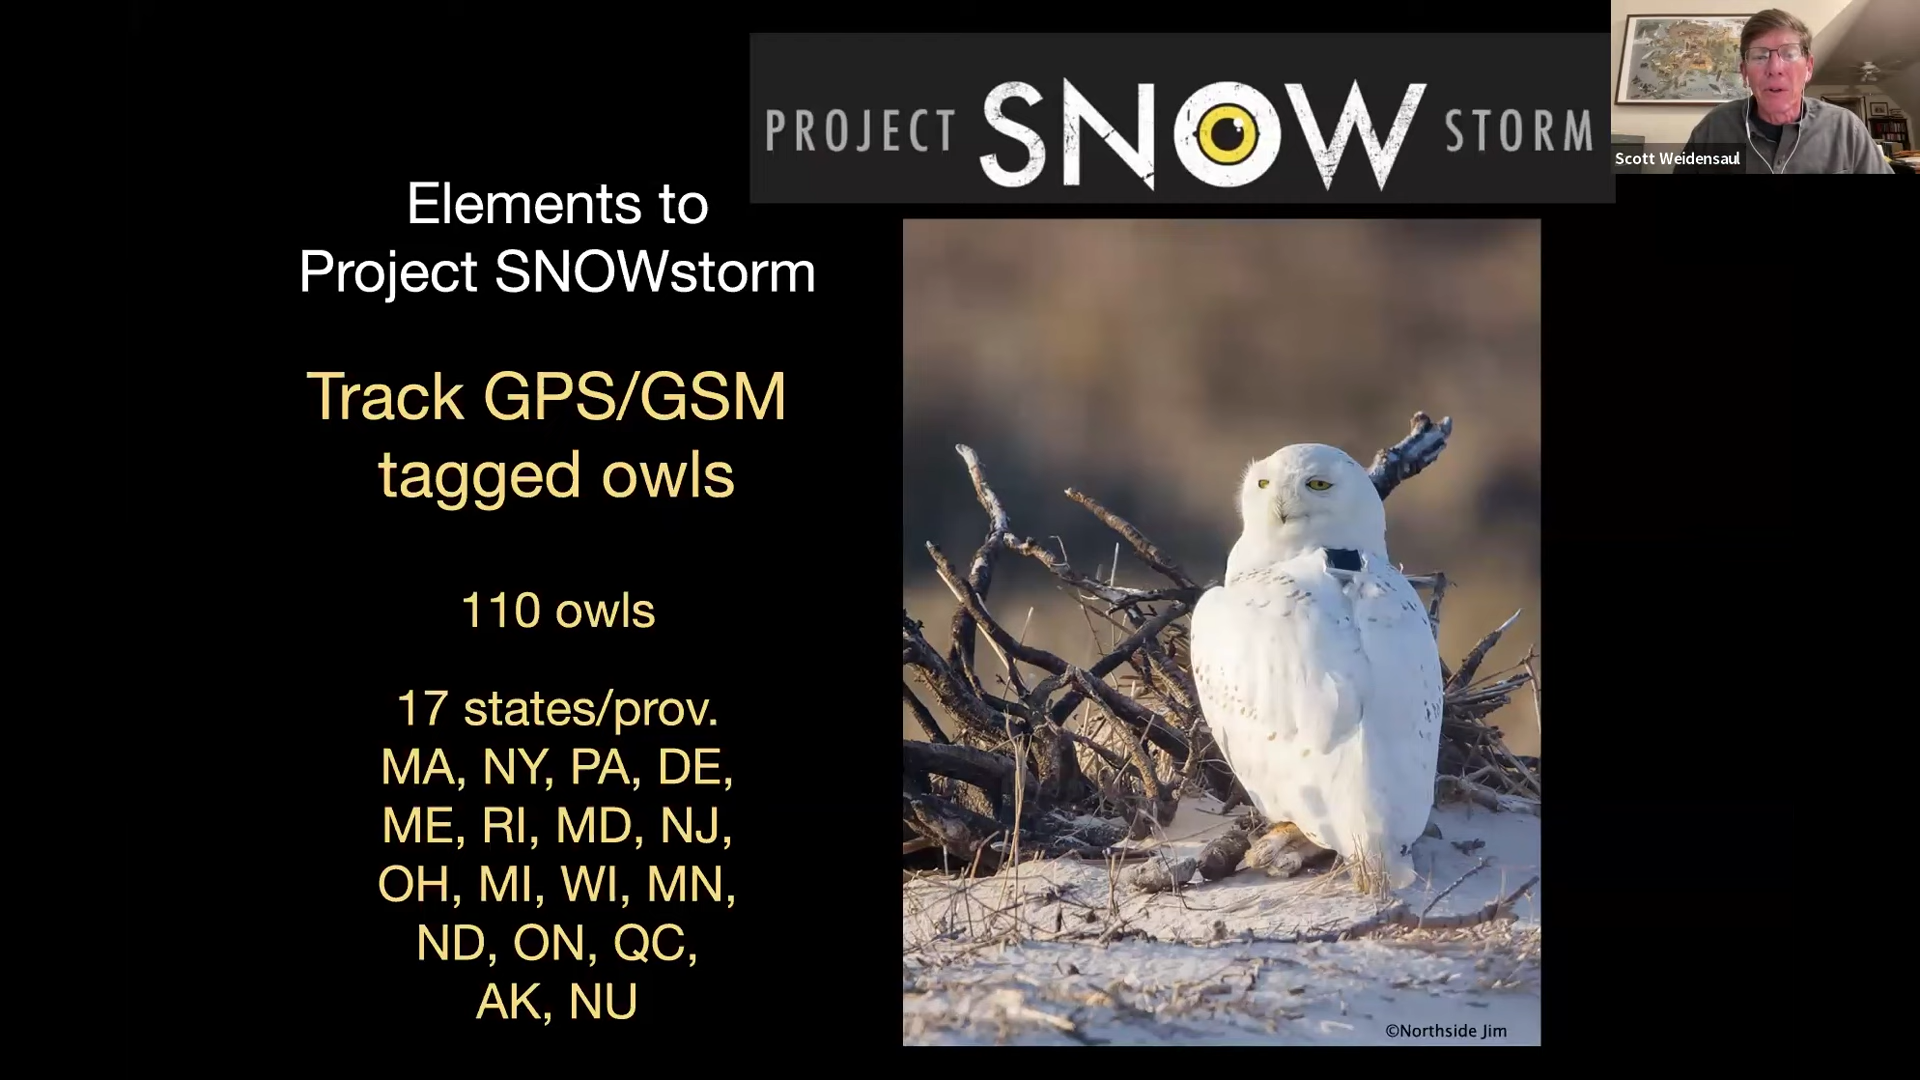 PROJECT SNOW STORM
Scott Weidensaul
Elements to
Project SNOWstorm
Track GPS/GSM
tagged owls
110 owls
17 states/prov.
MA, NY, PA, DE,
ME, RI, MD, NJ,
OH, MI, WI, MN,
ND, ON, QC,
AK, NU
©Northside Jim